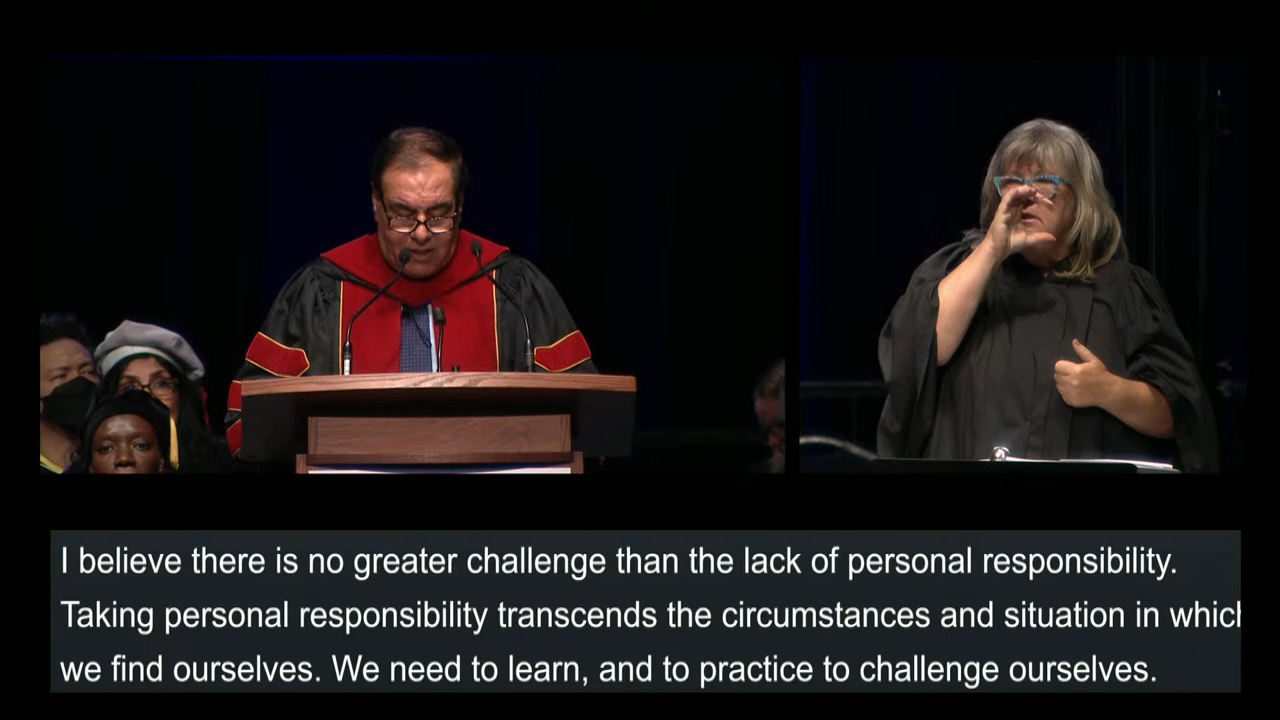 I believe there is no greater challenge than the lack of personal responsibility.
Taking personal responsibility transcends the circumstances and situation in which
we find ourselves. We need to learn, and to practice to challenge ourselves.